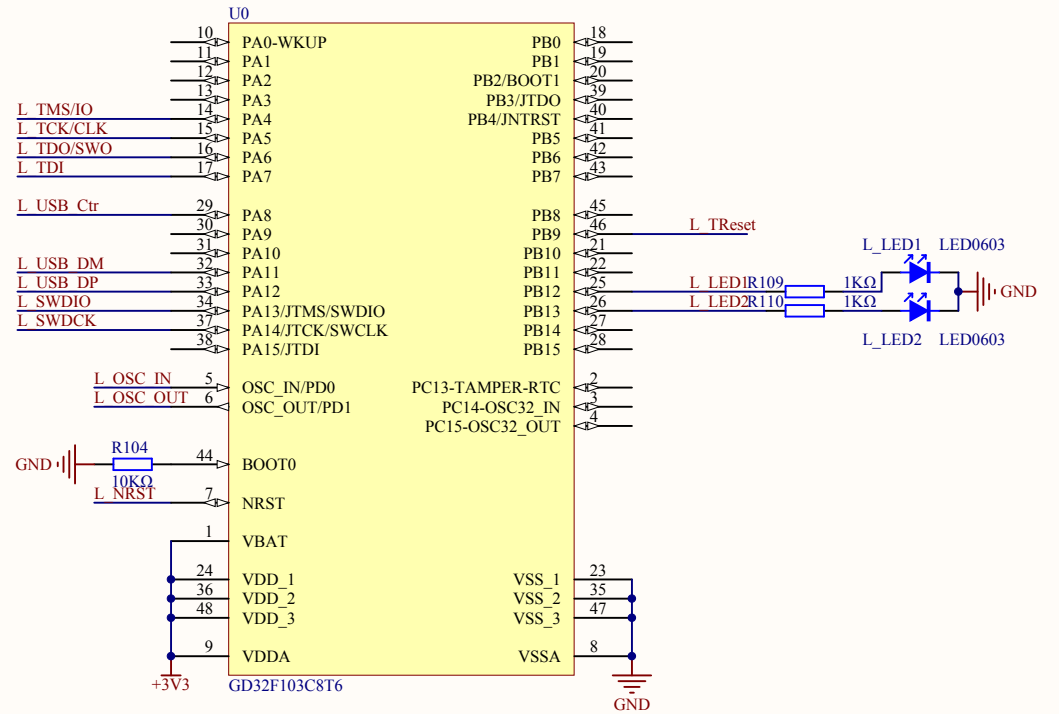 U0
10 PA0-WKUP PB0 18
11 PA1 PB1 19
12 PA2 PB2/BOOT1 20
13 PA3 PB3/JTDO 39
L_TMS/IO 14 PA4 PB4/JNTRST 40
L_TCK/CLK 15 PA5 PB5 41
L_TDO/SWO 16 PA6 PB6 42
L_TDI 17 PA7 PB7 43
L_USB_Ctr 29 PA8 PB8 45
30 PA9 PB9 46 L_TReset
31 PA10 PB10 21 L_LED1 LED0603
L_USB_DM 32 PA11 PB11 22
L_USB_DP 33 PA12 PB12 25 L_LED1 R109 1KΩ GND
L_SWDIO 34 PA13/JTMS/SWDIO PB13 26 L_LED2 R110 1KΩ
L_SWDCK 37 PA14/JTCK/SWCLK PB14 27
38 PA15/JTDI PB15 28 L_LED2 LED0603
L_OSC_IN 5 OSC_IN/PD0 PC13-TAMPER-RTC 2
L_OSC_OUT 6 OSC_OUT/PD1 PC14-OSC32_IN 3
PC15-OSC32_OUT 4
R104
GND 44 BOOT0
10KΩ
L_NRST 7 NRST
1 VBAT
24 VDD_1 VSS_1 23
36 VDD_2 VSS_2 35
48 VDD_3 VSS_3 47
9 VDDA VSSA 8
+3V3 GD32F103C8T6
GND